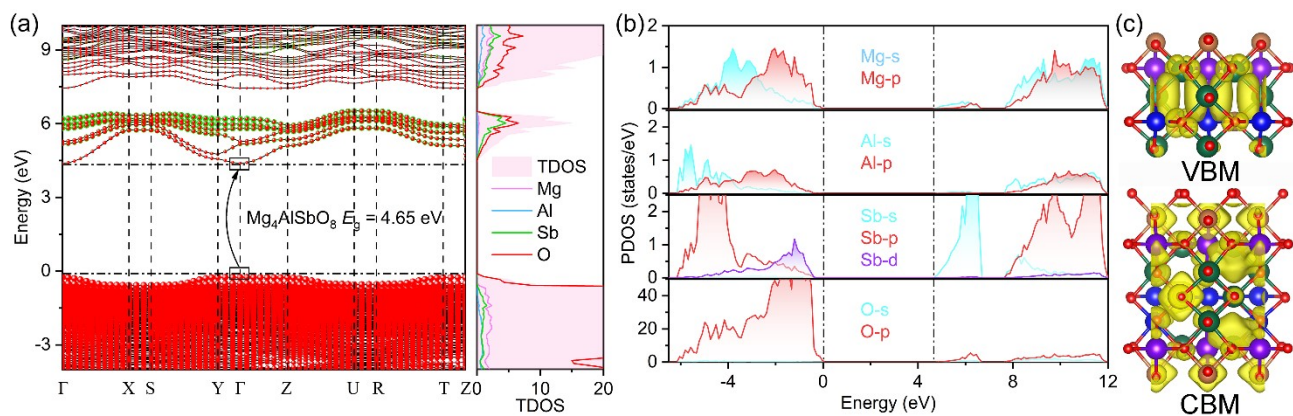 (a)
9
6
3
0
-3
Energy (eV)
Mg₄AlSbO₈ Eg = 4.65 eV
Γ X S Y Γ Z U R T Z
TDOS
Mg
Al
Sb
O
0 20
TDOS
(b)
2
1
0
Mg-s
Mg-p
2
1
0
Al-s
Al-p
2
1
0
Sb-s
Sb-p
Sb-d
40
20
0
O-s
O-p
PDOS (states/eV)
-4 0 4 8 12
Energy (eV)
(c)
VBM
CBM